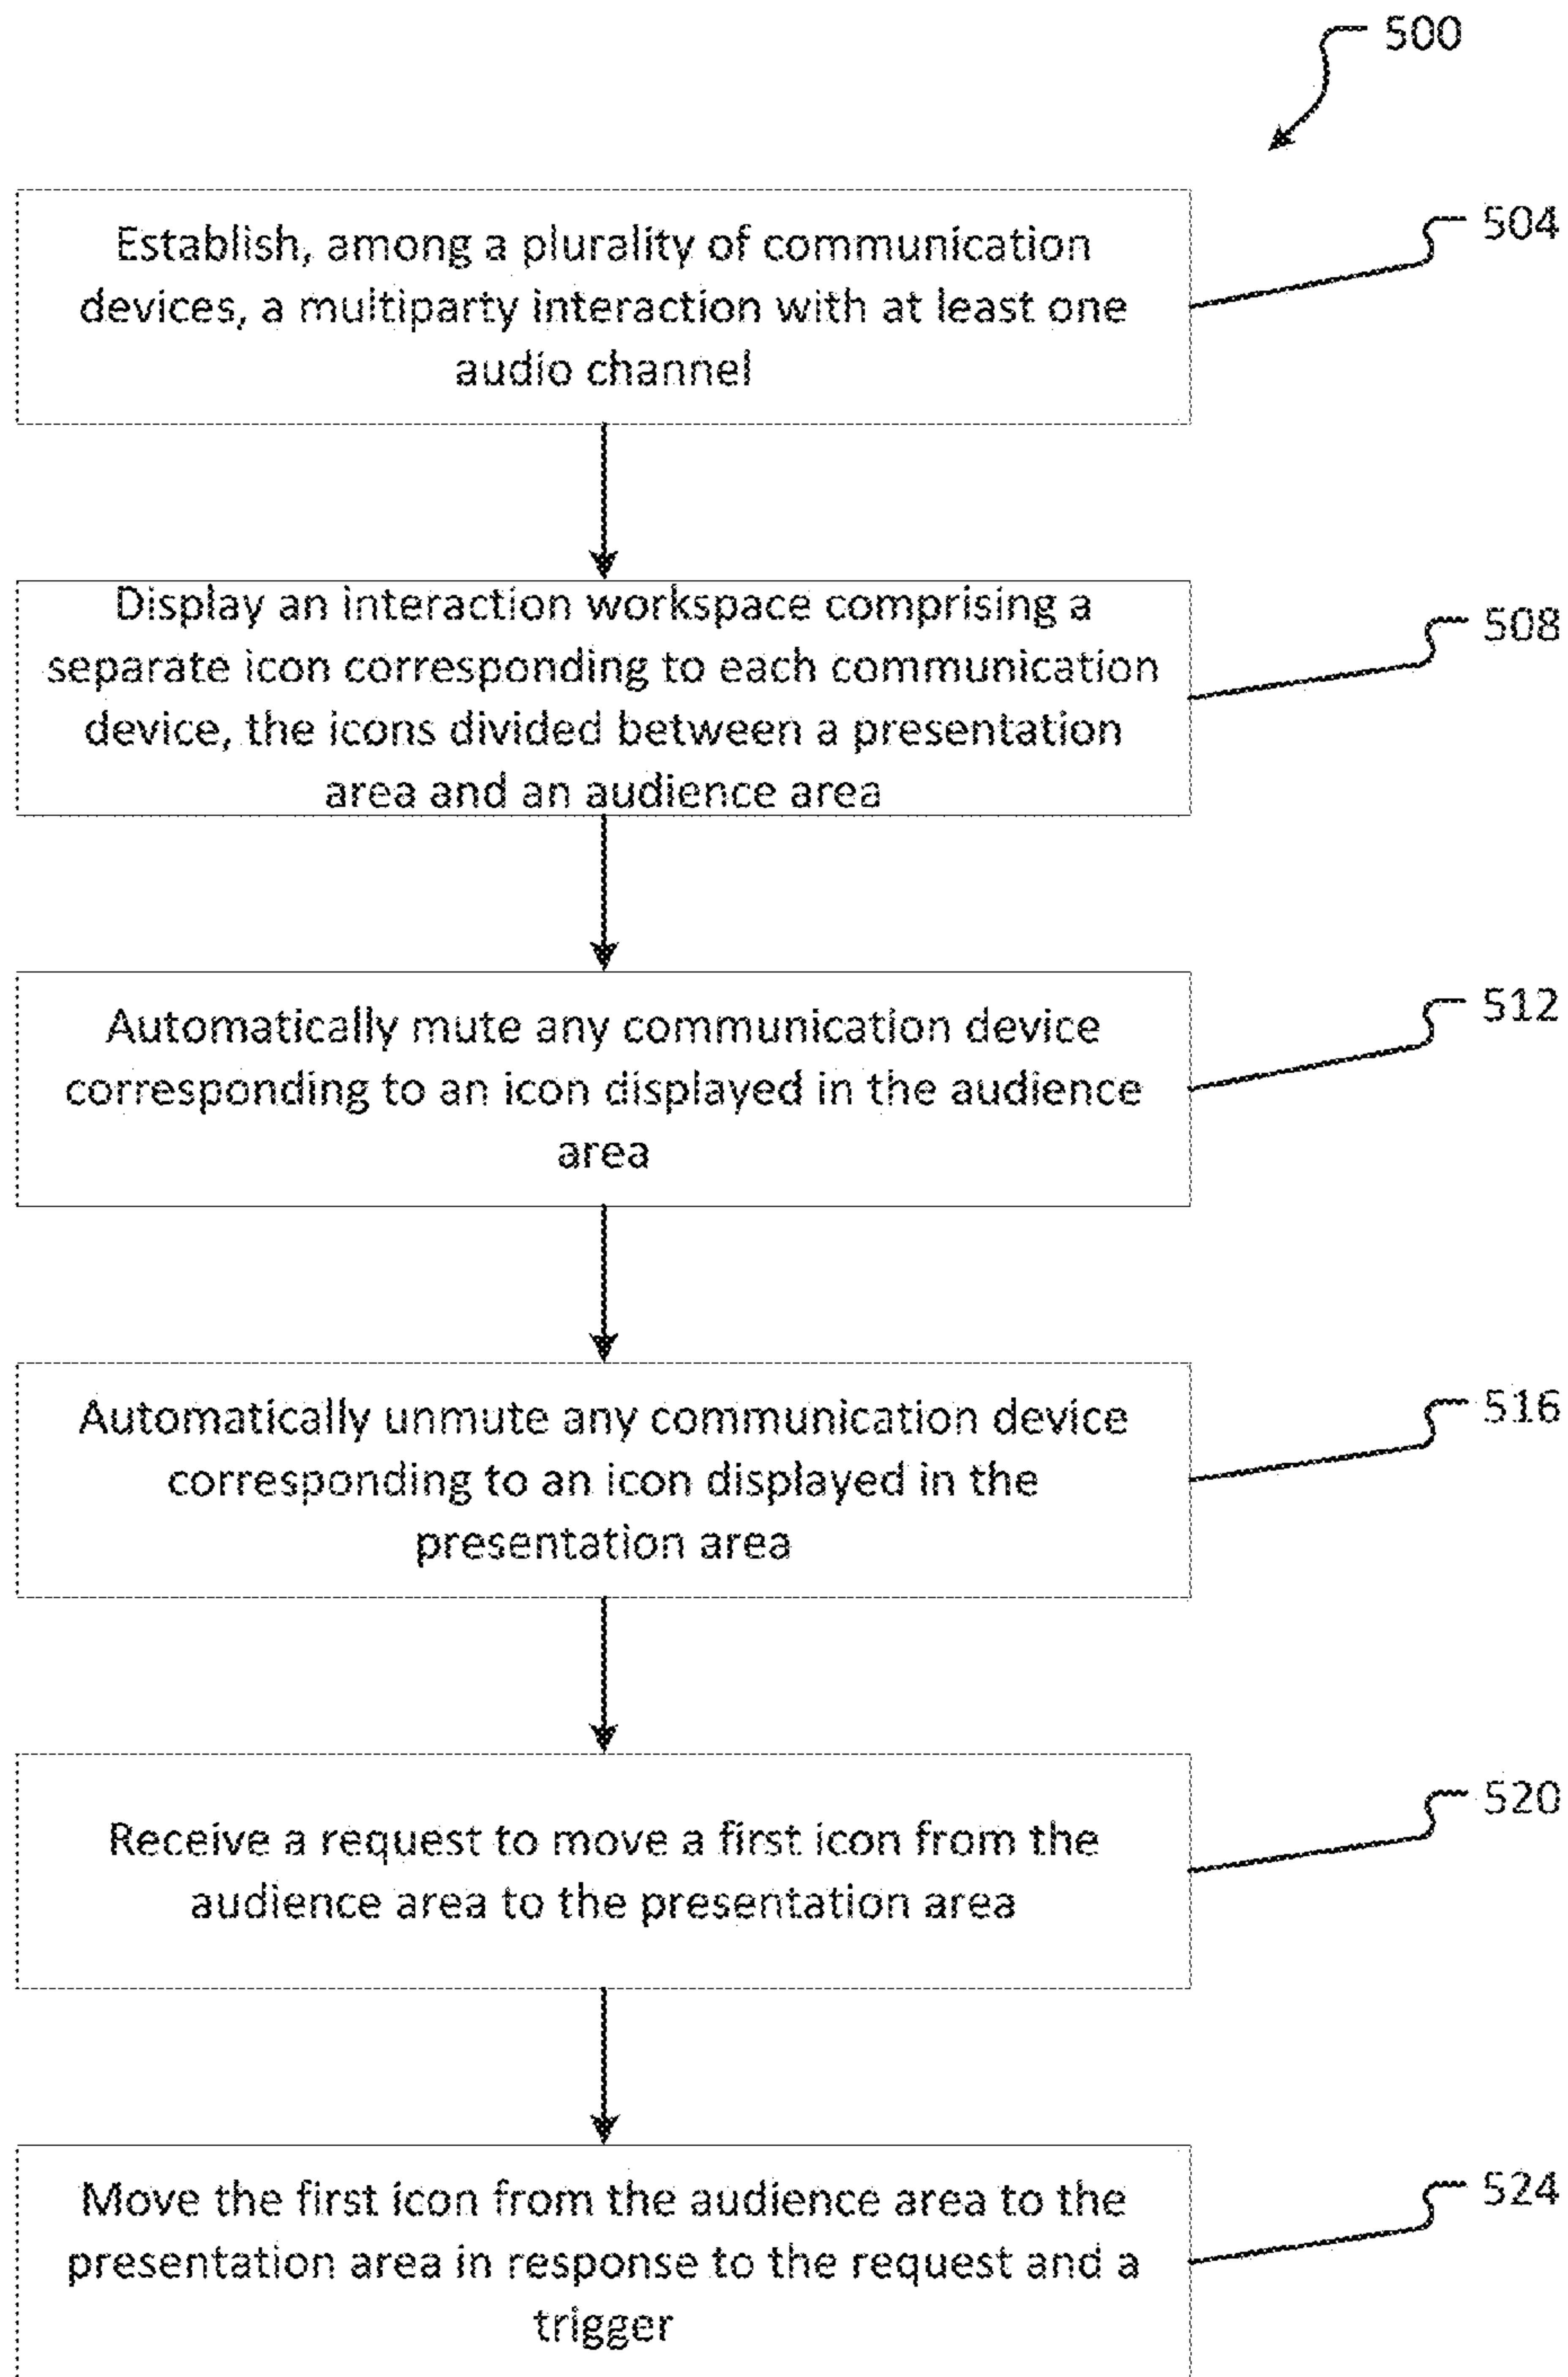 500
Establish, among a plurality of communication
devices, a multiparty interaction with at least one
audio channel
504
Display an interaction workspace comprising a
separate icon corresponding to each communication
device, the icons divided between a presentation
area and an audience area
508
Automatically mute any communication device
corresponding to an icon displayed in the audience
area
512
Automatically unmute any communication device
corresponding to an icon displayed in the
presentation area
516
Receive a request to move a first icon from the
audience area to the presentation area
520
Move the first icon from the audience area to the
presentation area in response to the request and a
trigger
524